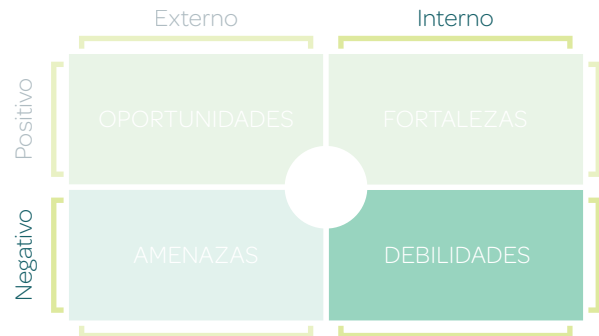 Externo
Interno
Positivo
OPORTUNIDADES
FORTALEZAS
Negativo
AMENAZAS
DEBILIDADES